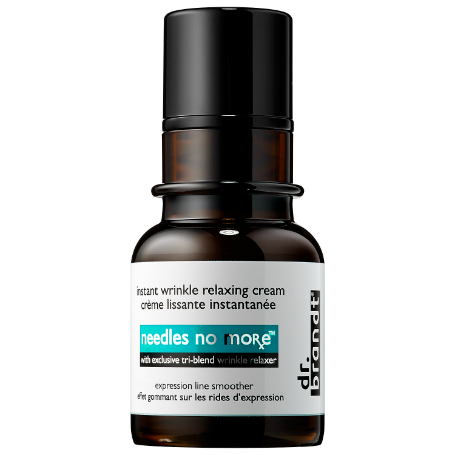 instant wrinkle relaxing cream
crème lissante instantanée
needles no more™
with exclusive tri-blend wrinkle relaxer
expression line smoother
effet gommant sur les rides d'expression
dr.
brandt